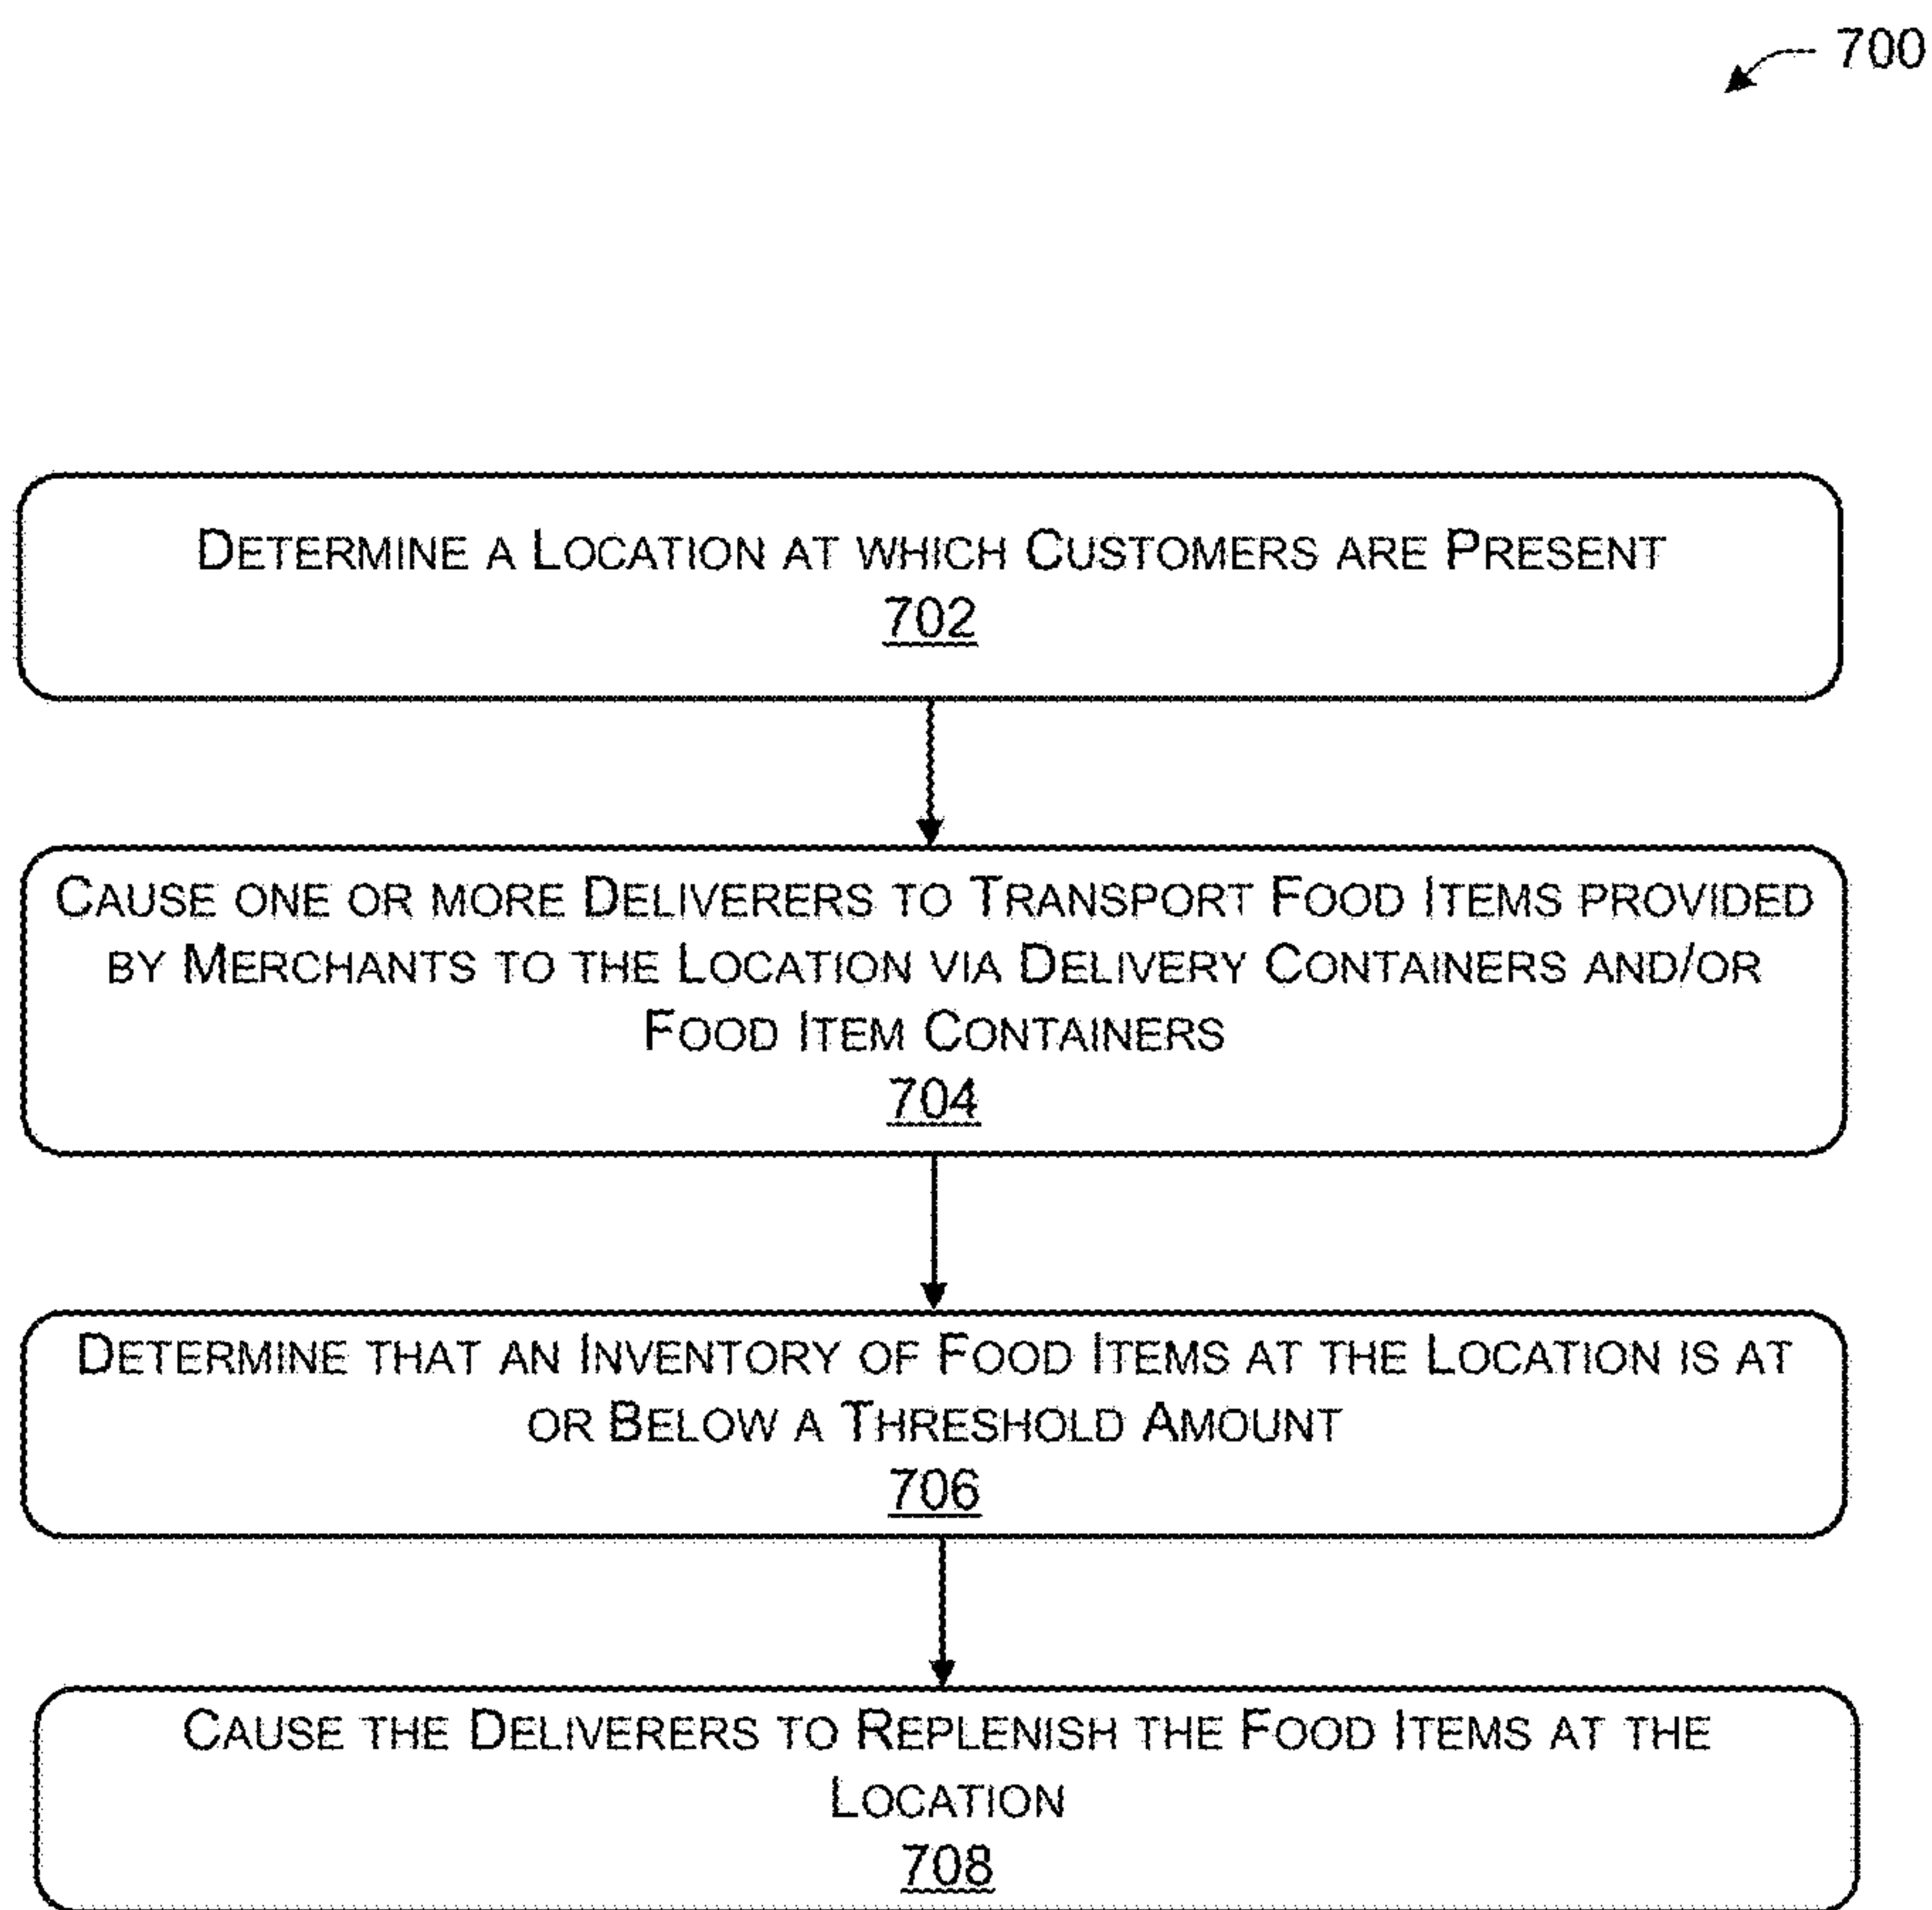 700
DETERMINE A LOCATION AT WHICH CUSTOMERS ARE PRESENT
702
CAUSE ONE OR MORE DELIVERERS TO TRANSPORT FOOD ITEMS PROVIDED
BY MERCHANTS TO THE LOCATION VIA DELIVERY CONTAINERS AND/OR
FOOD ITEM CONTAINERS
704
DETERMINE THAT AN INVENTORY OF FOOD ITEMS AT THE LOCATION IS AT
OR BELOW A THRESHOLD AMOUNT
706
CAUSE THE DELIVERERS TO REPLENISH THE FOOD ITEMS AT THE
LOCATION
708